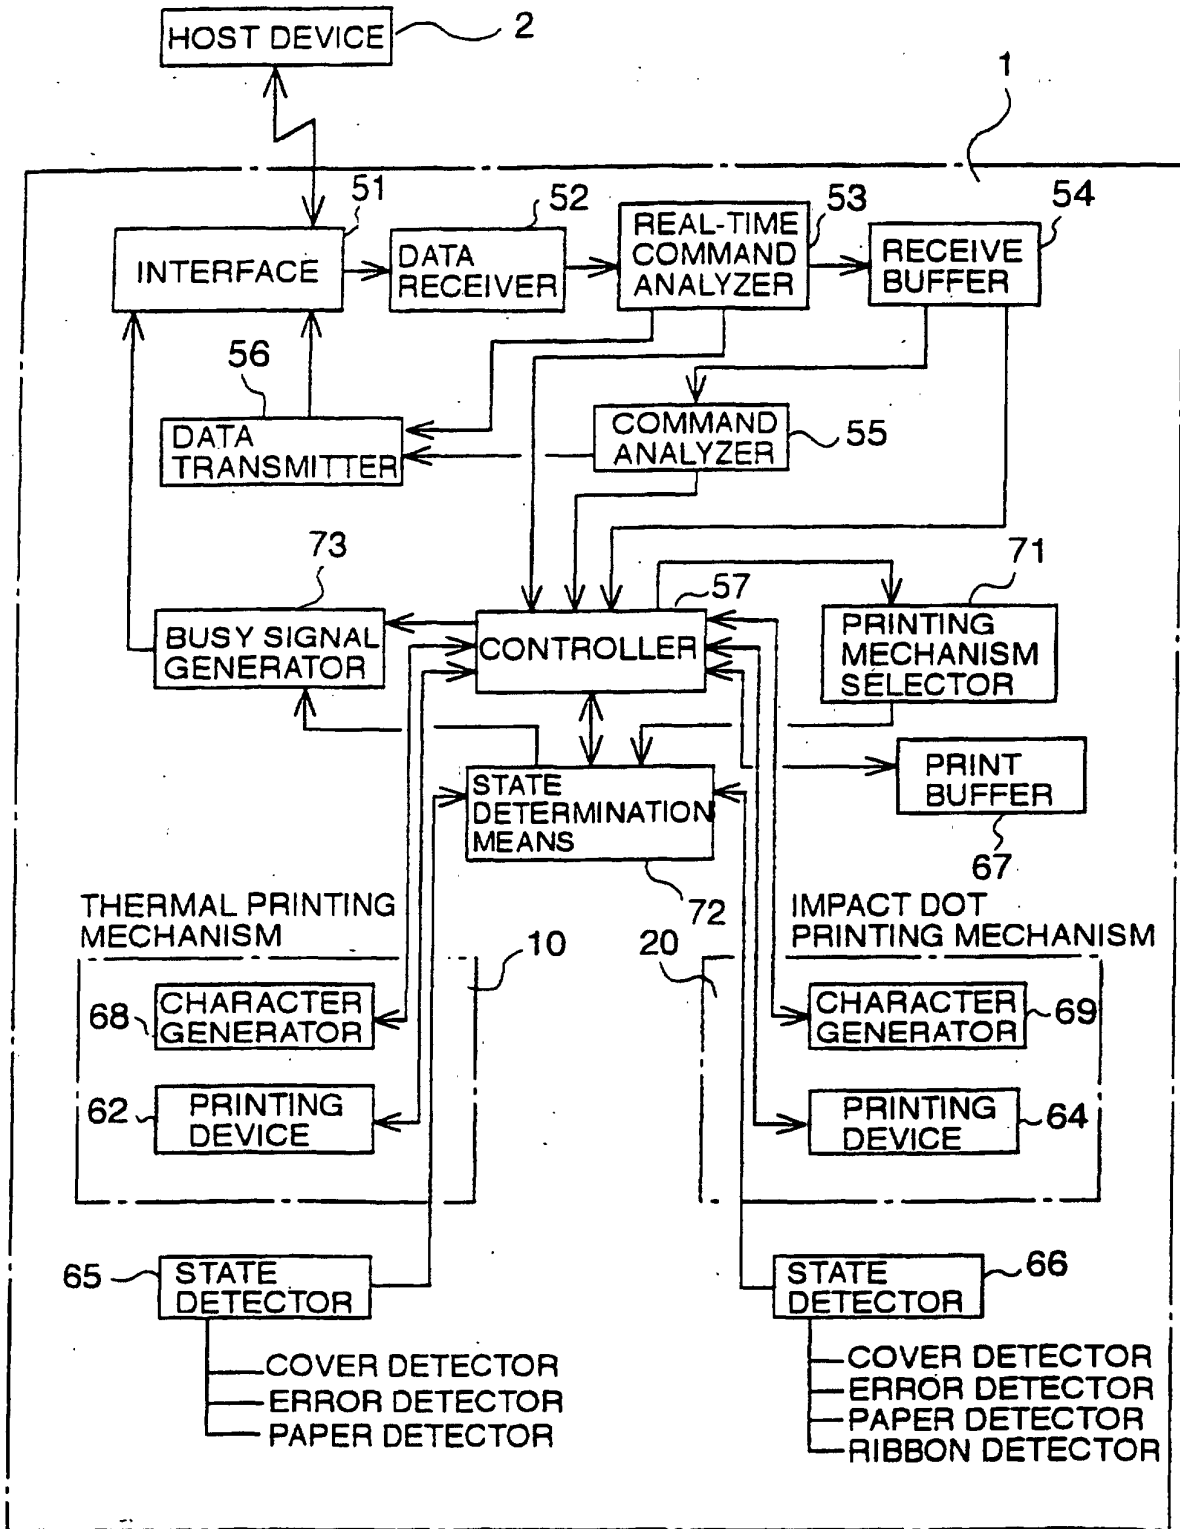 HOST DEVICE
2
1
51
52
53
54
INTERFACE
DATA
RECEIVER
REAL-TIME
COMMAND
ANALYZER
RECEIVE
BUFFER
56
DATA
TRANSMITTER
COMMAND
ANALYZER
55
73
57
71
BUSY SIGNAL
GENERATOR
CONTROLLER
PRINTING
MECHANISM
SELECTOR
STATE
DETERMINATION
MEANS
72
PRINT
BUFFER
67
THERMAL PRINTING
MECHANISM
10
IMPACT DOT
PRINTING MECHANISM
20
68
CHARACTER
GENERATOR
CHARACTER
GENERATOR
69
62
PRINTING
DEVICE
PRINTING
DEVICE
64
65
STATE
DETECTOR
STATE
DETECTOR
66
COVER DETECTOR
ERROR DETECTOR
PAPER DETECTOR
COVER DETECTOR
ERROR DETECTOR
PAPER DETECTOR
RIBBON DETECTOR